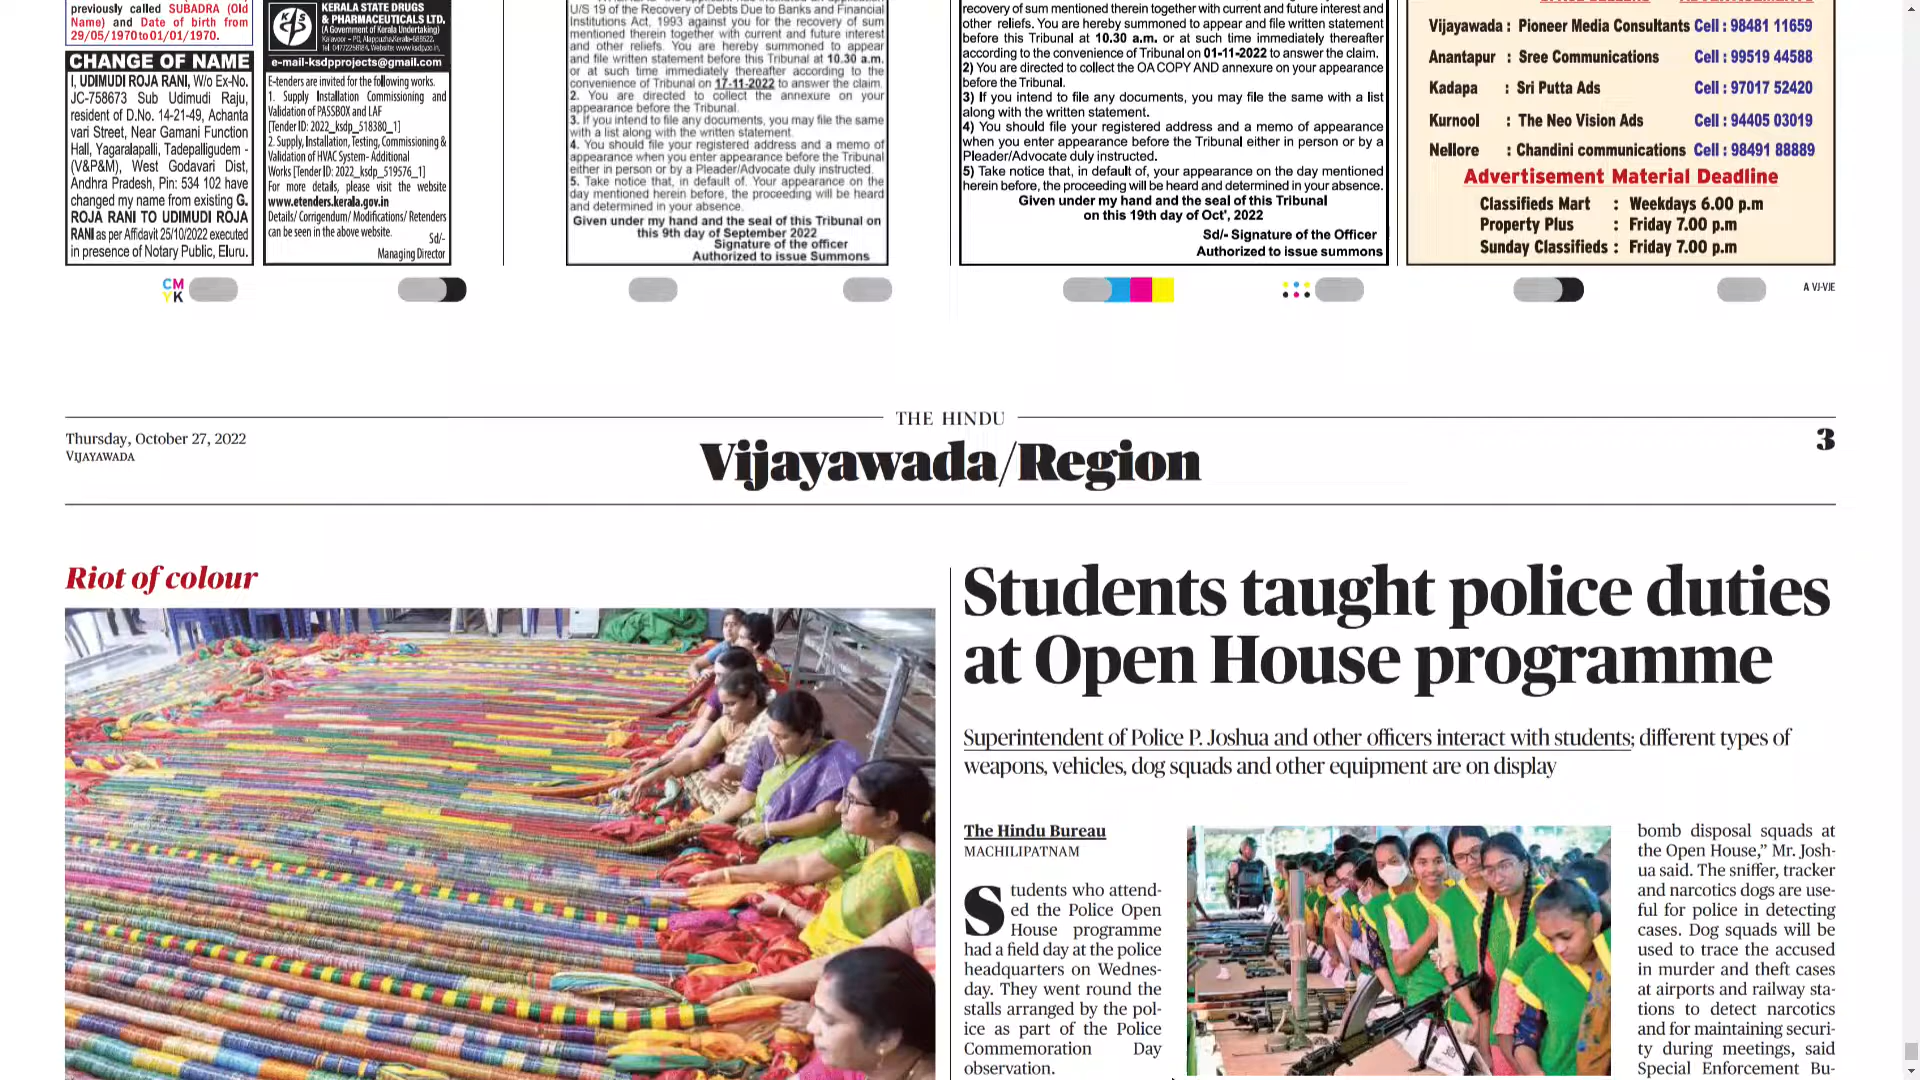 previously called SUBADRA (Old
Name) and Date of birth from
29/05/1970 to 01/01/1970.
CHANGE OF NAME
I, UDIMUDI ROJA RANI, W/o Ex-No.
JC-758673 Sub Udimudi Raju,
resident of D.No. 14-21-49, Achanta
vari Street, Near Gamani Function
Hall, Yagaralapalli, Tadepalligudem -
(V&P&M), West Godavari Dist,
Andhra Pradesh, Pin: 534 102 have
changed my name from existing G.
ROJA RANI TO UDIMUDI ROJA
RANI as per Affidavit 25/10/2022 executed
in presence of Notary Public, Eluru.
KERALA STATE DRUGS
& PHARMACEUTICALS LTD.
(A Government of Kerala Undertaking)
e-mail-ksdpprojects@gmail.com
E-tenders are invited for the following works.
1. Supply Installation Commissioning and
Validation of PASSBOX and LAF
[Tender ID: 2022_ksdp_518380_1]
2. Supply, Installation, Testing, Commissioning &
Validation of HVAC System- Additional
Works [Tender ID: 2022_ksdp_519576_1]
For more details, please visit the website
www.etenders.kerala.gov.in
Details/ Corrigendum/ Modifications/ Retenders
can be seen in the above website.
Sd/-
Managing Director
U/S 19 of the Recovery of Debts Due to Banks and Financial
Institutions Act, 1993 against you for the recovery of sum
mentioned therein together with current and future interest
and other reliefs. You are hereby summoned to appear
and file written statement before this Tribunal at 10.30 a.m.
or at such time immediately thereafter according to the
convenience of Tribunal on 17-11-2022 to answer the claim.
2. You are directed to collect the annexure on your
appearance before the Tribunal.
3. If you intend to file any documents, you may file the same
with a list along with the written statement.
4. You should file your registered address and a memo of
appearance when you enter appearance before the Tribunal
either in person or by a Pleader/Advocate duly instructed.
5. Take notice that, in default of. Your appearance on the
day mentioned herein before, the proceeding will be heard
and determined in your absence.
Given under my hand and the seal of this Tribunal on
this 9th day of September 2022
Signature of the officer
Authorized to issue Summons
recovery of sum mentioned therein together with current and future interest and
other reliefs. You are hereby summoned to appear and file written statement
before this Tribunal at 10.30 a.m. or at such time immediately thereafter
according to the convenience of Tribunal on 01-11-2022 to answer the claim.
2) You are directed to collect the OA COPY AND annexure on your appearance
before the Tribunal.
3) If you intend to file any documents, you may file the same with a list
along with the written statement.
4) You should file your registered address and a memo of appearance
when you enter appearance before the Tribunal either in person or by a
Pleader/Advocate duly instructed.
5) Take notice that, in default of, your appearance on the day mentioned
herein before, the proceeding will be heard and determined in your absence.
Given under my hand and the seal of this Tribunal
on this 19th day of Oct', 2022
Sd/- Signature of the Officer
Authorized to issue summons
Vijayawada : Pioneer Media Consultants Cell : 98481 11659
Anantapur : Sree Communications Cell : 99519 44588
Kadapa : Sri Putta Ads Cell : 97017 52420
Kurnool : The Neo Vision Ads Cell : 94405 03019
Nellore : Chandini communications Cell : 98491 88889
Advertisement Material Deadline
Classifieds Mart : Weekdays 6.00 p.m
Property Plus : Friday 7.00 p.m
Sunday Classifieds : Friday 7.00 p.m
CM
YK
A VJ-VJE
THE HINDU
Thursday, October 27, 2022
VIJAYAWADA
Vijayawada/Region
3
Riot of colour
Students taught police duties
at Open House programme
Superintendent of Police P. Joshua and other officers interact with students; different types of
weapons, vehicles, dog squads and other equipment are on display
The Hindu Bureau
MACHILIPATNAM
Students who attend-
ed the Police Open
House programme
had a field day at the police
headquarters on Wednes-
day. They went round the
stalls arranged by the pol-
ice as part of the Police
Commemoration Day
observation.
bomb disposal squads at
the Open House,” Mr. Josh-
ua said. The sniffer, tracker
and narcotics dogs are use-
ful for police in detecting
cases. Dog squads will be
used to trace the accused
in murder and theft cases
at airports and railway sta-
tions to detect narcotics
and for maintaining securi-
ty during meetings, said
Special Enforcement Bu-